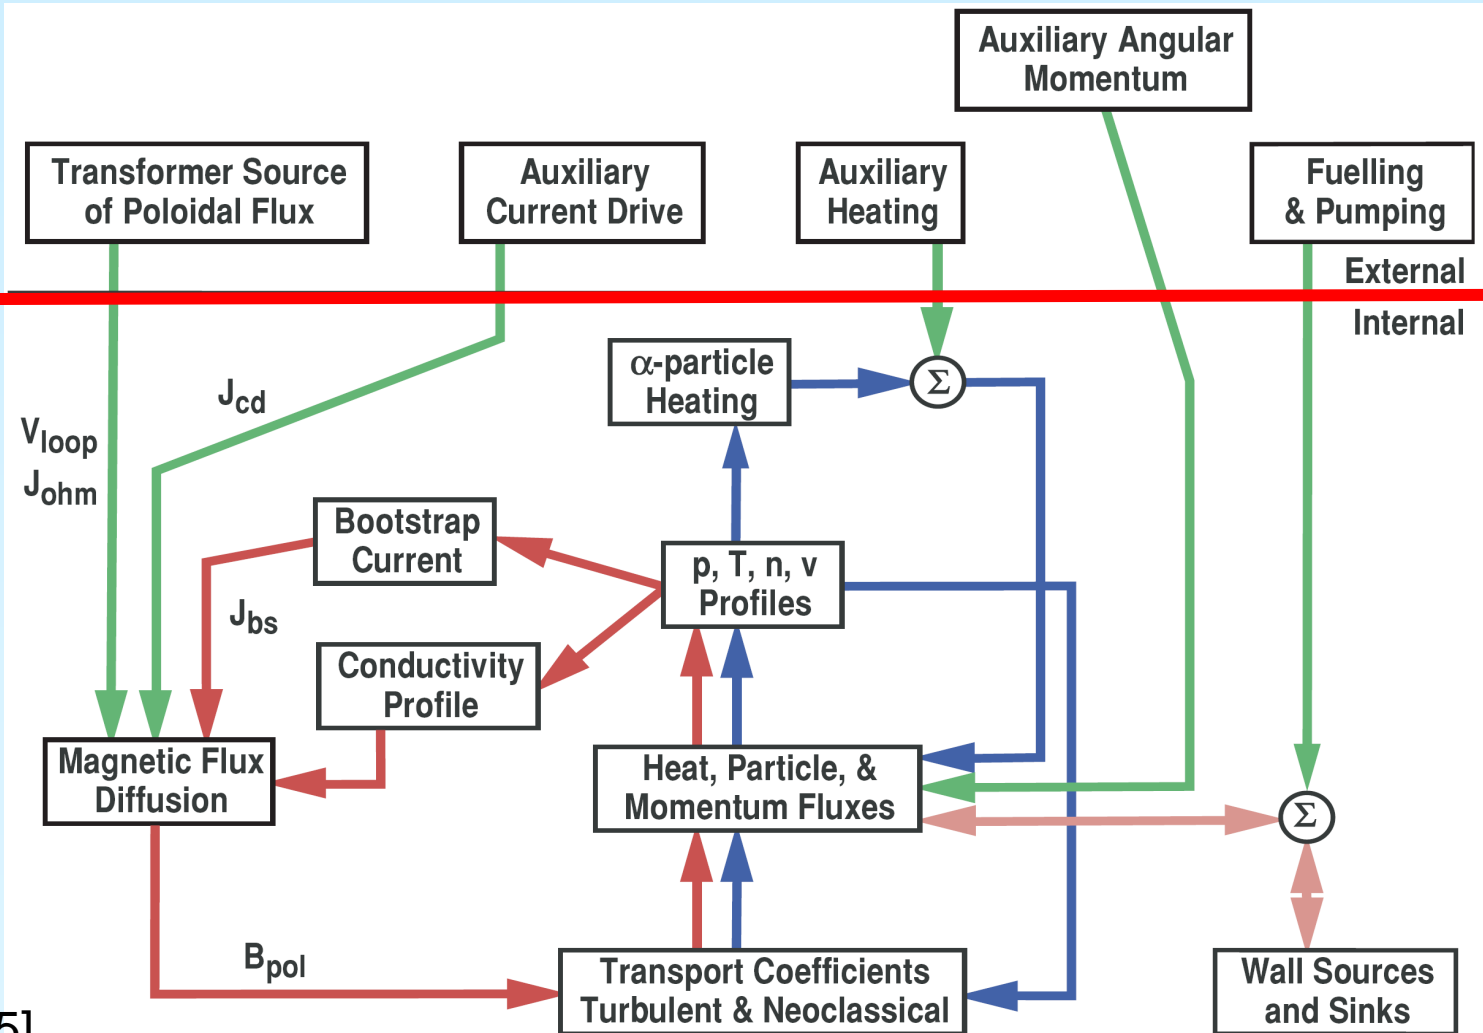 Auxiliary Angular
Momentum
Transformer Source
of Poloidal Flux
Auxiliary
Current Drive
Auxiliary
Heating
Fuelling
& Pumping
External
Internal
α-particle
Heating
Σ
Jcd
Vloop
Johm
Bootstrap
Current
p, T, n, v
Profiles
Jbs
Conductivity
Profile
Magnetic Flux
Diffusion
Heat, Particle, &
Momentum Fluxes
Σ
Bpol
Transport Coefficients
Turbulent & Neoclassical
Wall Sources
and Sinks
5]